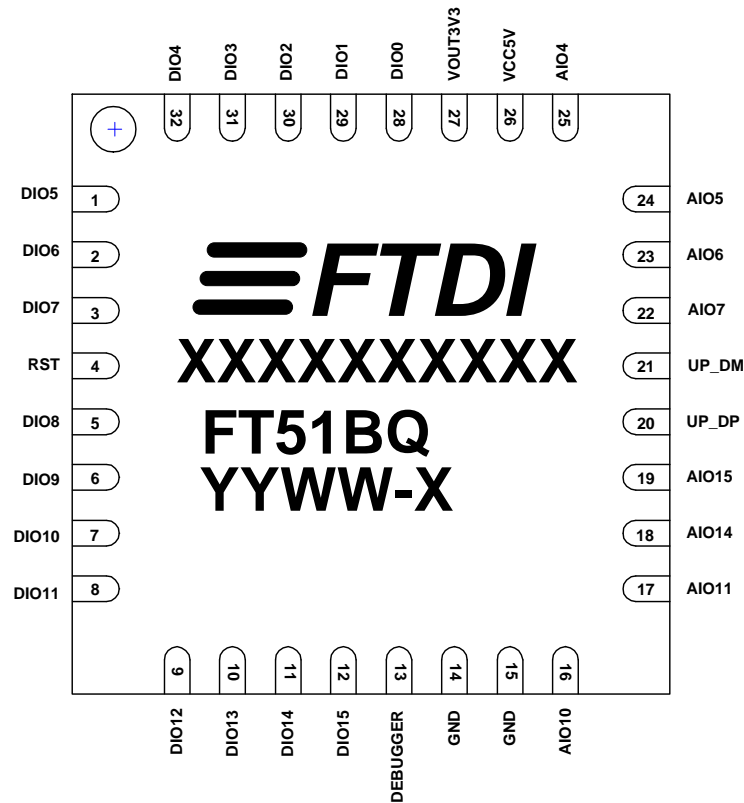 DIO4 DIO3 DIO2 DIO1 DIO0 VOUT3V3 VCC5V AIO4
32 31 30 29 28 27 26 25
DIO5 1 24 AIO5
DIO6 2 23 AIO6
FTDI
DIO7 3 22 AIO7
RST 4 XXXXXXXXXX 21 UP_DM
DIO8 5 FT51BQ 20 UP_DP
DIO9 6 YYWW-X 19 AIO15
DIO10 7 18 AIO14
DIO11 8 17 AIO11
9 10 11 12 13 14 15 16
DIO12 DIO13 DIO14 DIO15 DEBUGGER GND GND AIO10